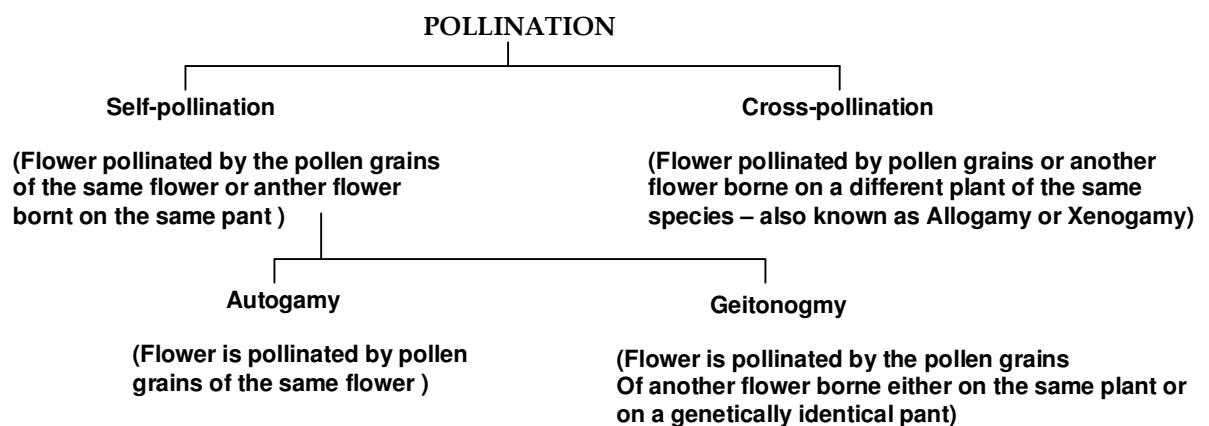 POLLINATION
Self-pollination
(Flower pollinated by the pollen grains
of the same flower or anther flower
bornt on the same pant )
Cross-pollination
(Flower pollinated by pollen grains or another
flower borne on a different plant of the same
species – also known as Allogamy or Xenogamy)
Autogamy
(Flower is pollinated by pollen
grains of the same flower )
Geitonogmy
(Flower is pollinated by the pollen grains
Of another flower borne either on the same plant or
on a genetically identical pant)